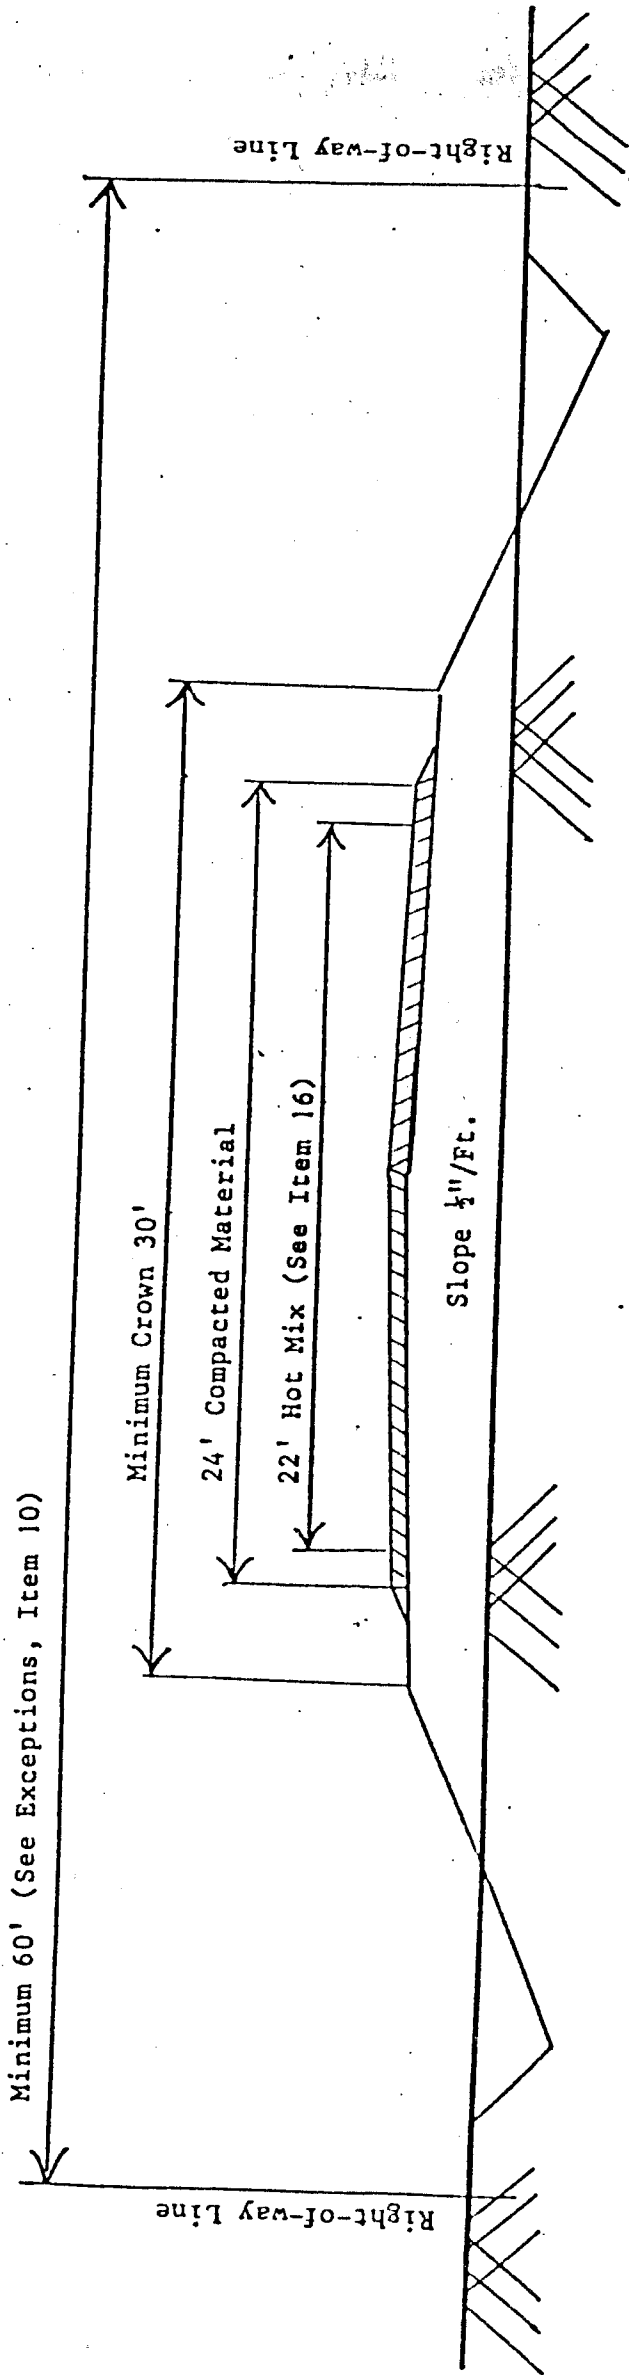 Minimum 60' (See Exceptions, Item 10)
Minimum Crown 30'
24' Compacted Material
22' Hot Mix (See Item 16)
Slope ½"/Ft.
Right-of-way Line
Right-of-way Line